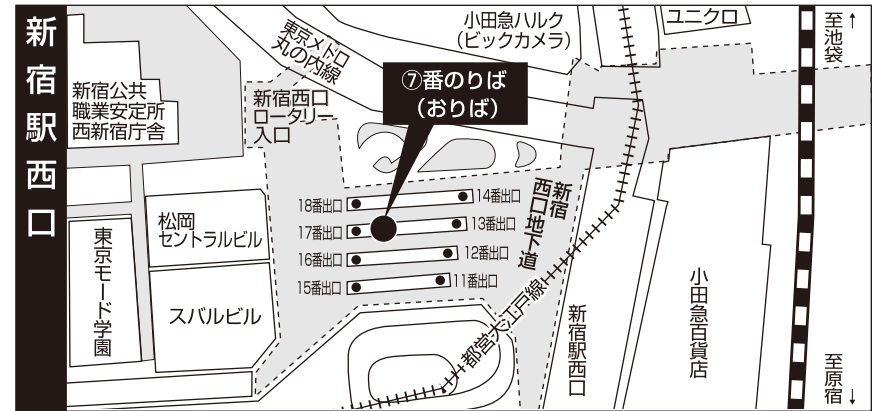 新宿駅西口
新宿公共
職業安定所
西新宿庁舎
東京メトロ
丸の内線
小田急ハルク
(ビックカメラ)
ユニクロ
至池袋↑
⑦番のりば
(おりば)
新宿西口
ロータリー
入口
18番出口
14番出口
17番出口
13番出口
16番出口
12番出口
15番出口
11番出口
新宿
西口地下道
松岡
セントラルビル
東京モード学園
スバルビル
都営大江戸線
新宿駅西口
小田急百貨店
至原宿↓